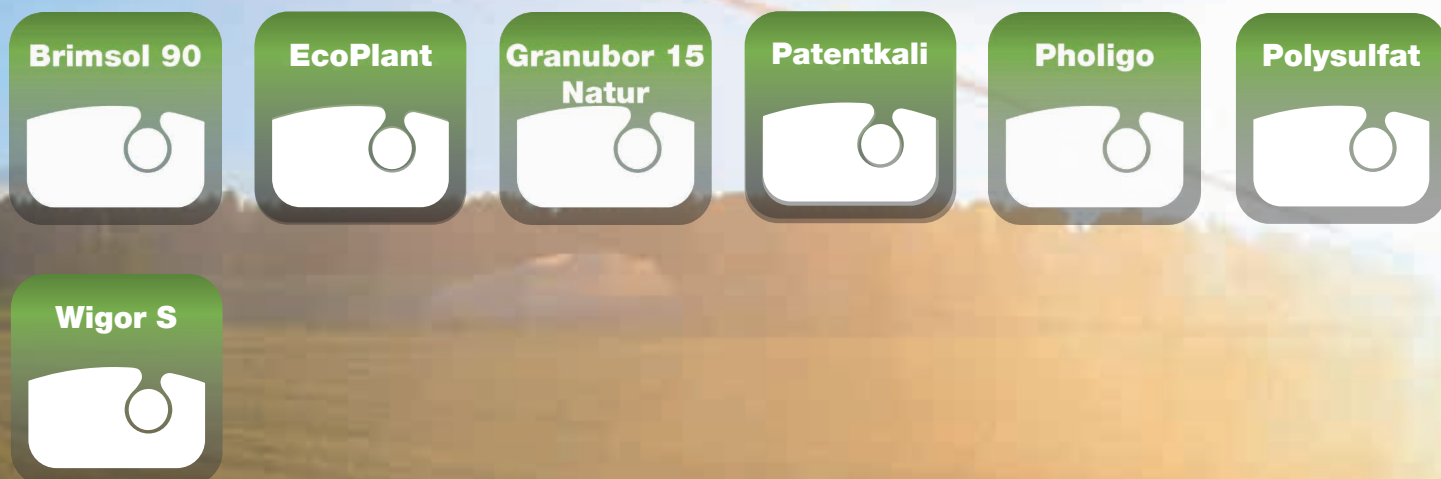 Brimsol 90
EcoPlant
Granubor 15
Natur
Patentkali
Pholigo
Polysulfat
Wigor S